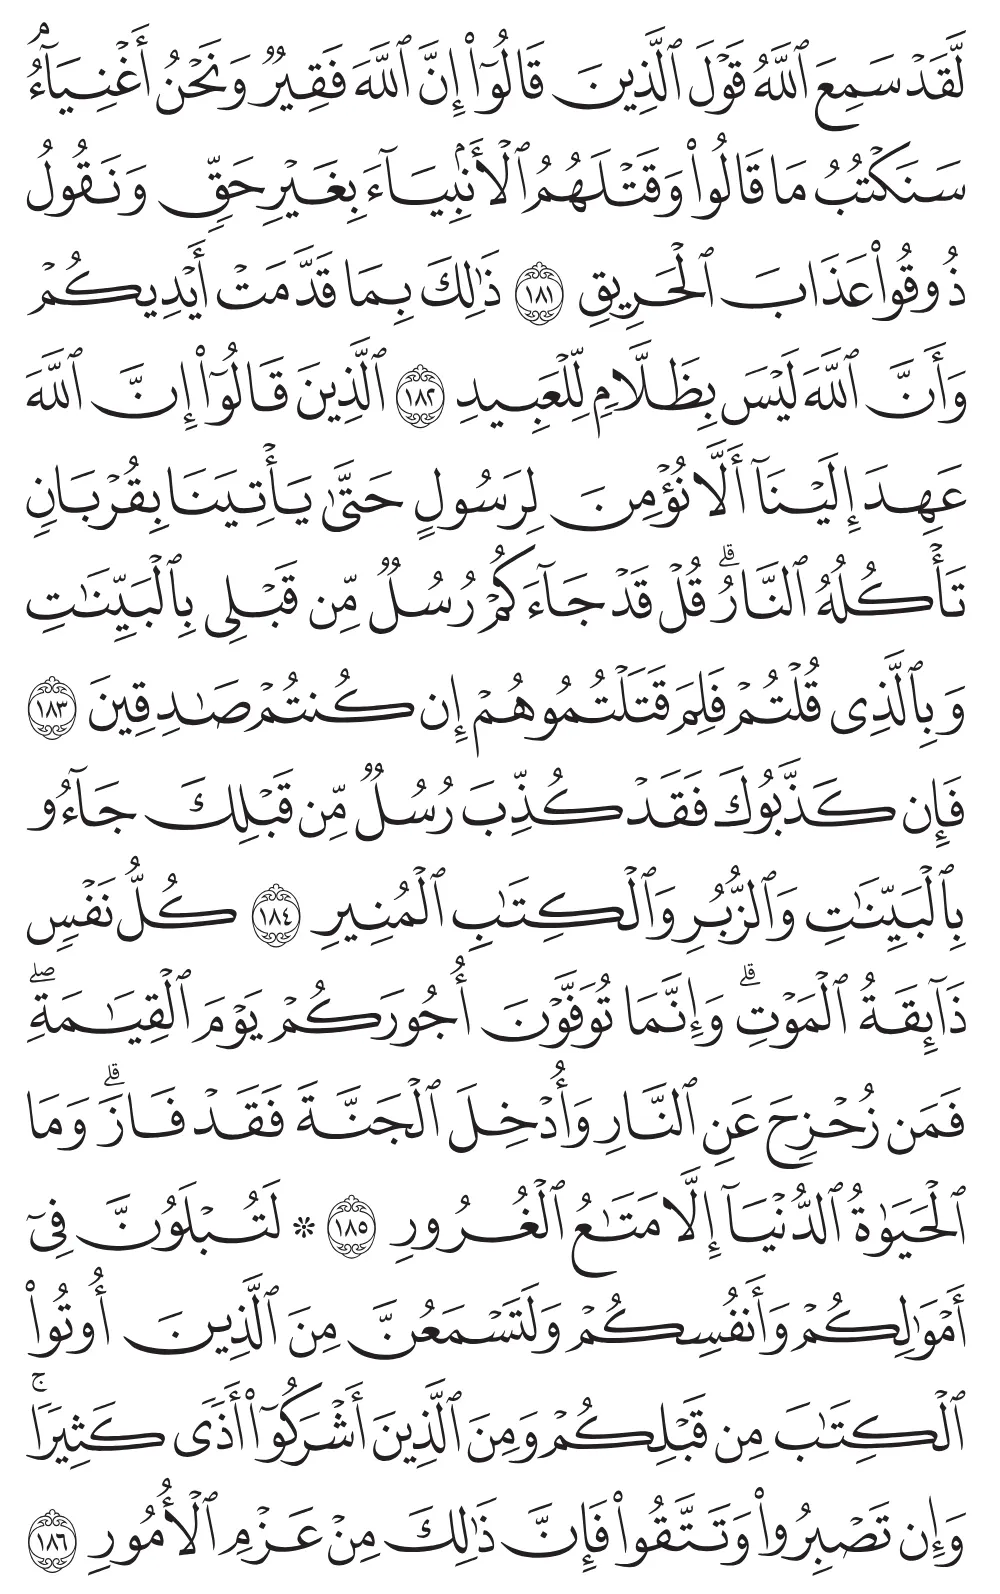 لَّقَدْ سَمِعَ ٱللَّهُ قَوْلَ ٱلَّذِينَ قَالُوٓا۟ إِنَّ ٱللَّهَ فَقِيرٌ وَنَحْنُ أَغْنِيَآءُۘ
سَنَكْتُبُ مَا قَالُوا۟ وَقَتْلَهُمُ ٱلْأَنۢبِيَآءَ بِغَيْرِ حَقٍّ وَنَقُولُ
ذُوقُوا۟ عَذَابَ ٱلْحَرِيقِ ۝١٨١ ذَٰلِكَ بِمَا قَدَّمَتْ أَيْدِيكُمْ
وَأَنَّ ٱللَّهَ لَيْسَ بِظَلَّامٍ لِّلْعَبِيدِ ۝١٨٢ ٱلَّذِينَ قَالُوٓا۟ إِنَّ ٱللَّهَ
عَهِدَ إِلَيْنَآ أَلَّا نُؤْمِنَ لِرَسُولٍ حَتَّىٰ يَأْتِيَنَا بِقُرْبَانٍ
تَأْكُلُهُ ٱلنَّارُۗ قُلْ قَدْ جَآءَكُمْ رُسُلٌ مِّن قَبْلِى بِٱلْبَيِّنَٰتِ
وَبِٱلَّذِى قُلْتُمْ فَلِمَ قَتَلْتُمُوهُمْ إِن كُنتُمْ صَٰدِقِينَ ۝١٨٣
فَإِن كَذَّبُوكَ فَقَدْ كُذِّبَ رُسُلٌ مِّن قَبْلِكَ جَآءُو
بِٱلْبَيِّنَٰتِ وَٱلزُّبُرِ وَٱلْكِتَٰبِ ٱلْمُنِيرِ ۝١٨٤ كُلُّ نَفْسٍ
ذَآئِقَةُ ٱلْمَوْتِۗ وَإِنَّمَا تُوَفَّوْنَ أُجُورَكُمْ يَوْمَ ٱلْقِيَٰمَةِۖ
فَمَن زُحْزِحَ عَنِ ٱلنَّارِ وَأُدْخِلَ ٱلْجَنَّةَ فَقَدْ فَازَۗ وَمَا
ٱلْحَيَوٰةُ ٱلدُّنْيَآ إِلَّا مَتَٰعُ ٱلْغُرُورِ ۝١٨٥ * لَتُبْلَوُنَّ فِىٓ
أَمْوَٰلِكُمْ وَأَنفُسِكُمْ وَلَتَسْمَعُنَّ مِنَ ٱلَّذِينَ أُوتُوا۟
ٱلْكِتَٰبَ مِن قَبْلِكُمْ وَمِنَ ٱلَّذِينَ أَشْرَكُوٓا۟ أَذًى كَثِيرًاۚ
وَإِن تَصْبِرُوا۟ وَتَتَّقُوا۟ فَإِنَّ ذَٰلِكَ مِنْ عَزْمِ ٱلْأُمُورِ ۝١٨٦